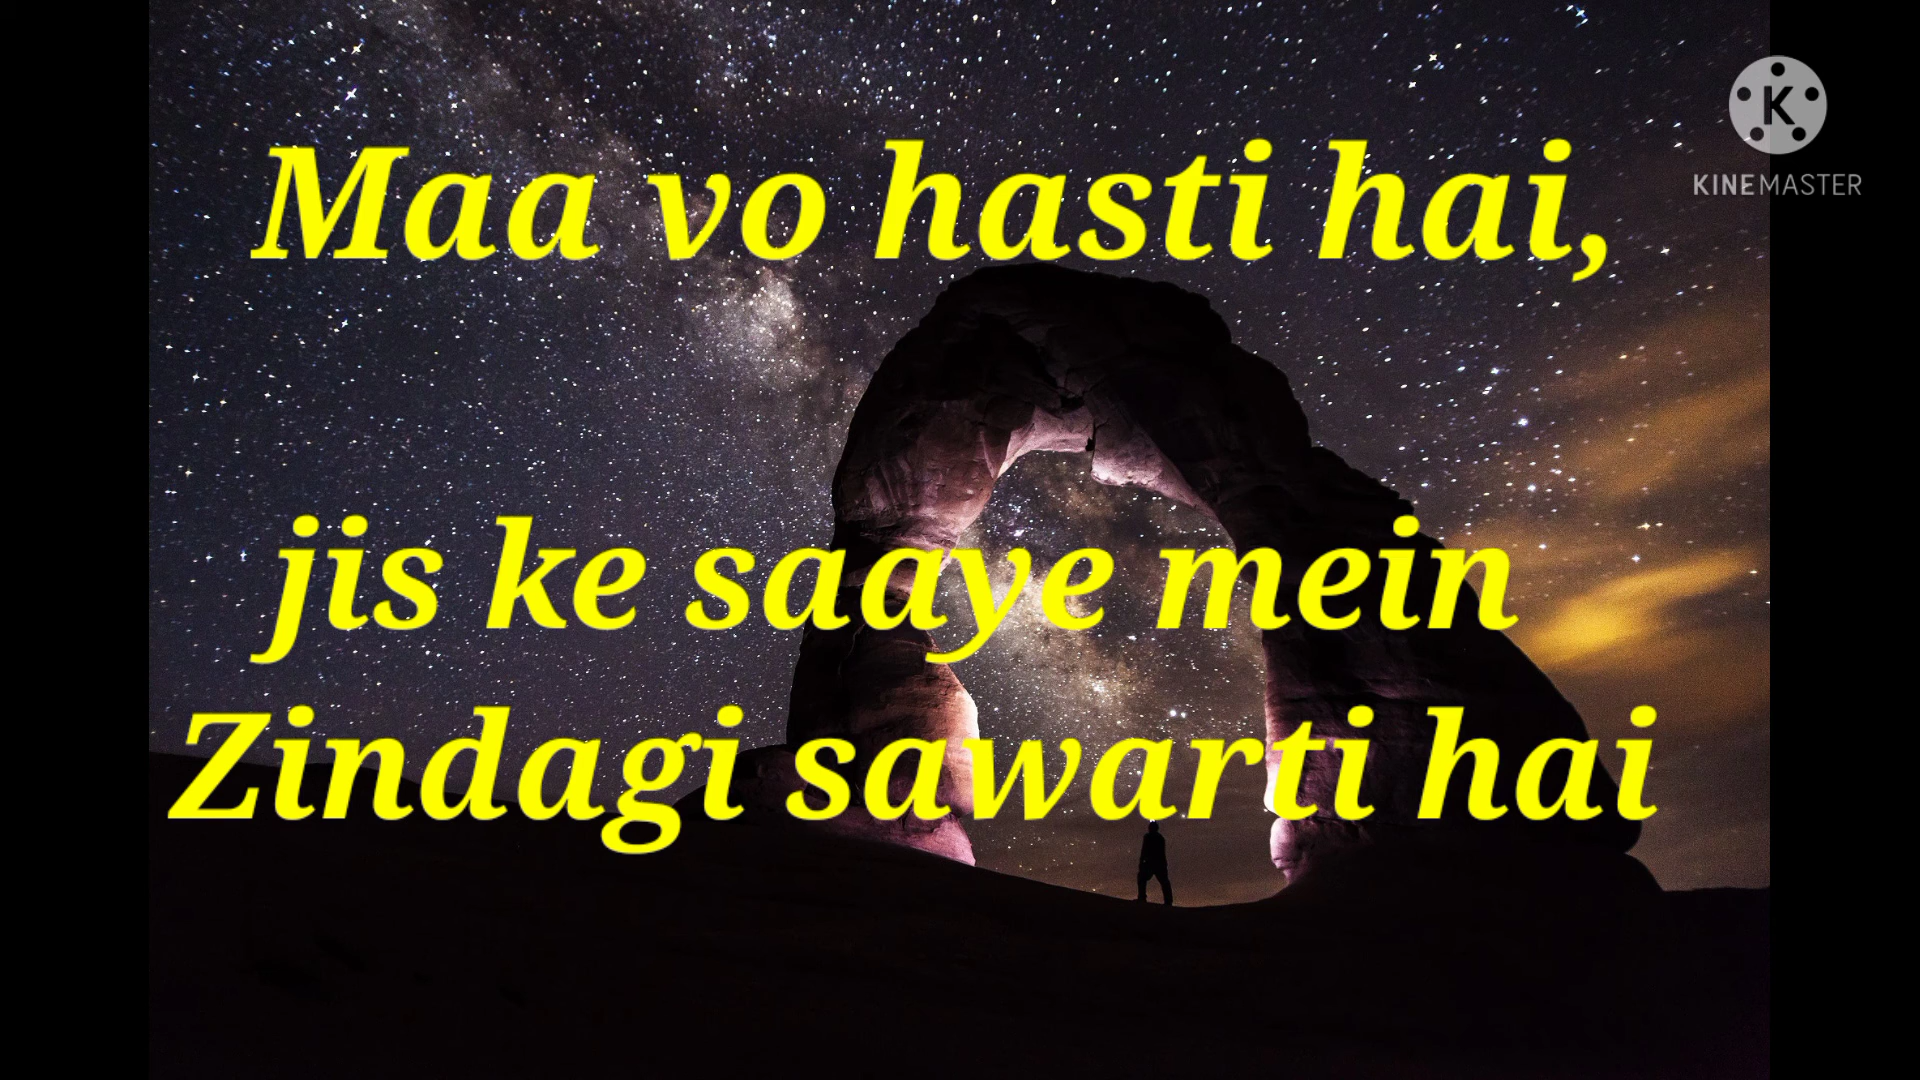 Maa vo hasti hai,
jis ke saaye mein
Zindagi sawarti hai
K
KINEMASTER